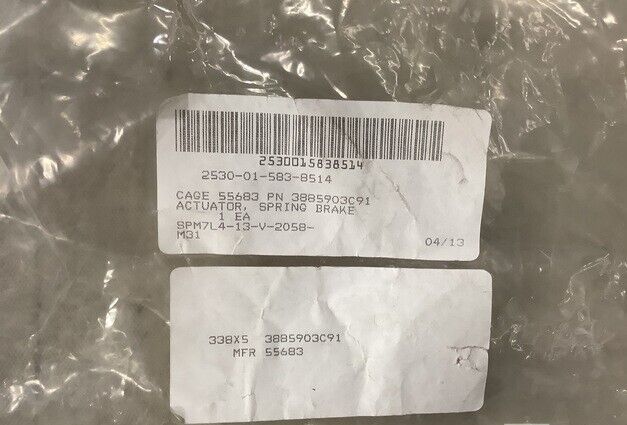 2530015838514
2530-01-583-8514
CAGE 55683 PN 3885903C91
ACTUATOR, SPRING BRAKE
1 EA
SPM7L4-13-V-2058-
M31
04/13
338X5 3885903C91
MFR 55683